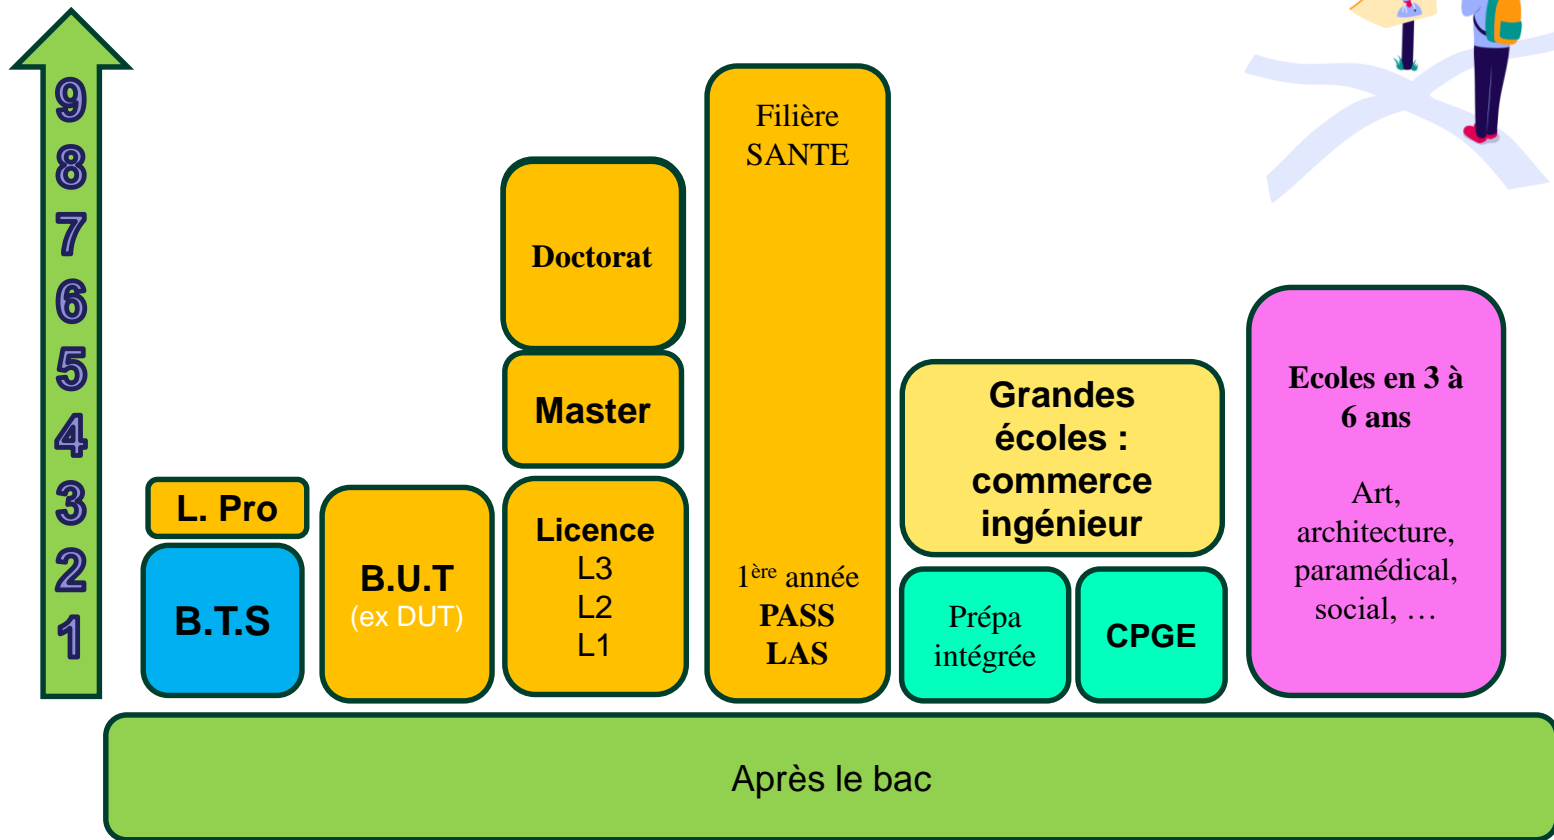 9
8
7
6
5
4
3
2
1
L. Pro
B.T.S
B.U.T
(ex DUT)
Doctorat
Master
Licence
L3
L2
L1
Filière
SANTE
1ère année
PASS
LAS
Grandes
écoles :
commerce
ingénieur
Prépa
intégrée
CPGE
Ecoles en 3 à
6 ans
Art,
architecture,
paramédical,
social, …
Après le bac